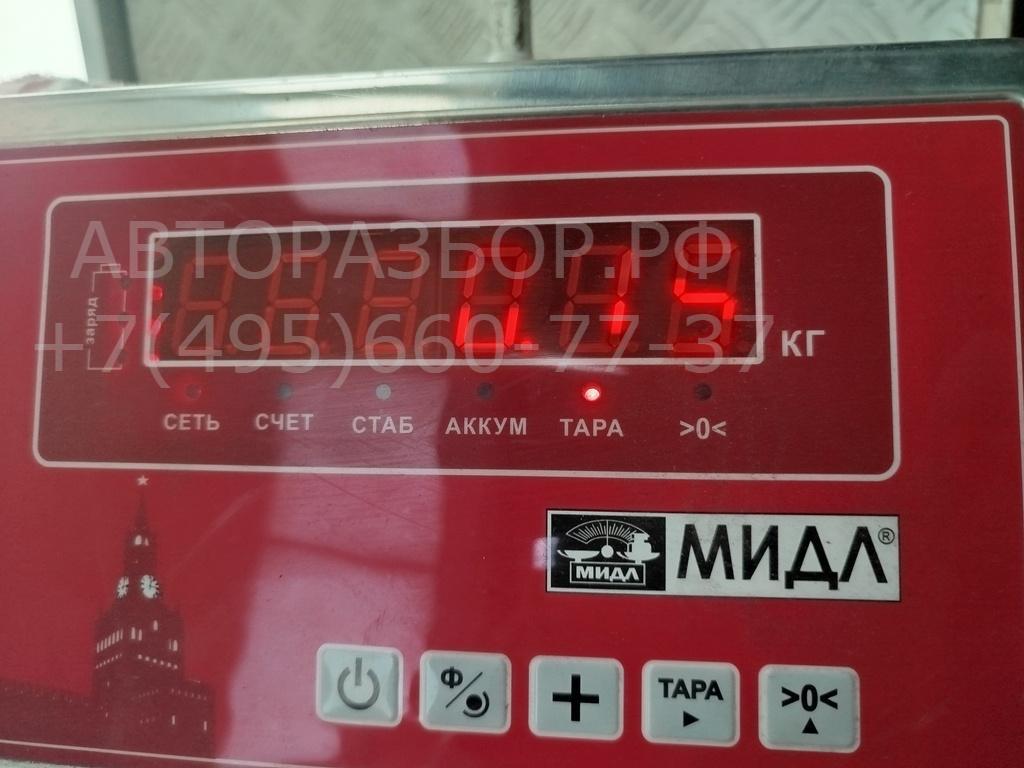 АВТОРАЗБОР.РФ
+7(495)660-77-37
заряд
0.15
КГ
СЕТЬ СЧЕТ СТАБ АККУМ ТАРА >0<
МИДЛ МИДЛ®
Ф/ + ТАРА >0<